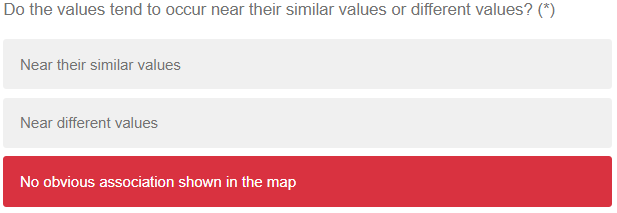 Do the values tend to occur near their similar values or different values? (*)
Near their similar values
Near different values
No obvious association shown in the map